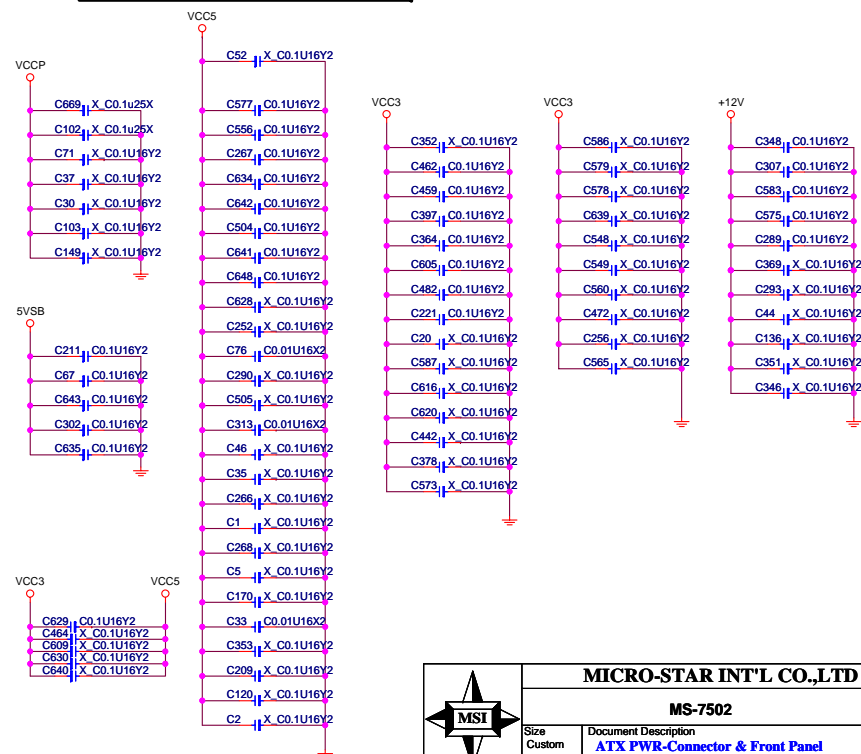 VCCP
C669 X_C0.1u25X
C102 X_C0.1u25X
C71 X_C0.1U16Y2
C37 X_C0.1U16Y2
C30 X_C0.1U16Y2
C103 X_C0.1U16Y2
C149 X_C0.1U16Y2
5VSB
C211 C0.1U16Y2
C67 C0.1U16Y2
C643 C0.1U16Y2
C302 C0.1U16Y2
C635 C0.1U16Y2
VCC3 VCC5
C629 C0.1U16Y2
C464 X_C0.1U16Y2
C609 X_C0.1U16Y2
C630 X_C0.1U16Y2
C640 X_C0.1U16Y2
VCC5
C52 X_C0.1U16Y2
C577 C0.1U16Y2
C556 C0.1U16Y2
C267 C0.1U16Y2
C634 C0.1U16Y2
C642 C0.1U16Y2
C504 C0.1U16Y2
C641 C0.1U16Y2
C648 C0.1U16Y2
C628 X_C0.1U16Y2
C252 X_C0.1U16Y2
C76 C0.01U16X2
C290 X_C0.1U16Y2
C505 X_C0.1U16Y2
C313 C0.01U16X2
C46 X_C0.1U16Y2
C35 X_C0.1U16Y2
C266 X_C0.1U16Y2
C1 X_C0.1U16Y2
C268 X_C0.1U16Y2
C5 X_C0.1U16Y2
C170 X_C0.1U16Y2
C33 C0.01U16X2
C353 X_C0.1U16Y2
C209 X_C0.1U16Y2
C120 X_C0.1U16Y2
C2 X_C0.1U16Y2
VCC3
C352 X_C0.1U16Y2
C462 C0.1U16Y2
C459 C0.1U16Y2
C397 C0.1U16Y2
C364 C0.1U16Y2
C605 C0.1U16Y2
C482 C0.1U16Y2
C221 C0.1U16Y2
C20 X_C0.1U16Y2
C587 X_C0.1U16Y2
C616 X_C0.1U16Y2
C620 X_C0.1U16Y2
C442 X_C0.1U16Y2
C378 X_C0.1U16Y2
C573 X_C0.1U16Y2
VCC3
C586 X_C0.1U16Y2
C579 X_C0.1U16Y2
C578 X_C0.1U16Y2
C639 X_C0.1U16Y2
C548 X_C0.1U16Y2
C549 X_C0.1U16Y2
C560 X_C0.1U16Y2
C472 X_C0.1U16Y2
C256 X_C0.1U16Y2
C565 X_C0.1U16Y2
+12V
C348 C0.1U16Y2
C307 C0.1U16Y2
C583 C0.1U16Y2
C575 C0.1U16Y2
C289 C0.1U16Y2
C369 X_C0.1U16Y2
C293 X_C0.1U16Y2
C44 X_C0.1U16Y2
C136 X_C0.1U16Y2
C351 X_C0.1U16Y2
C346 X_C0.1U16Y2
MSI
MICRO-STAR INT'L CO.,LTD
MS-7502
Size
Custom
Document Description
ATX PWR-Connector & Front Panel